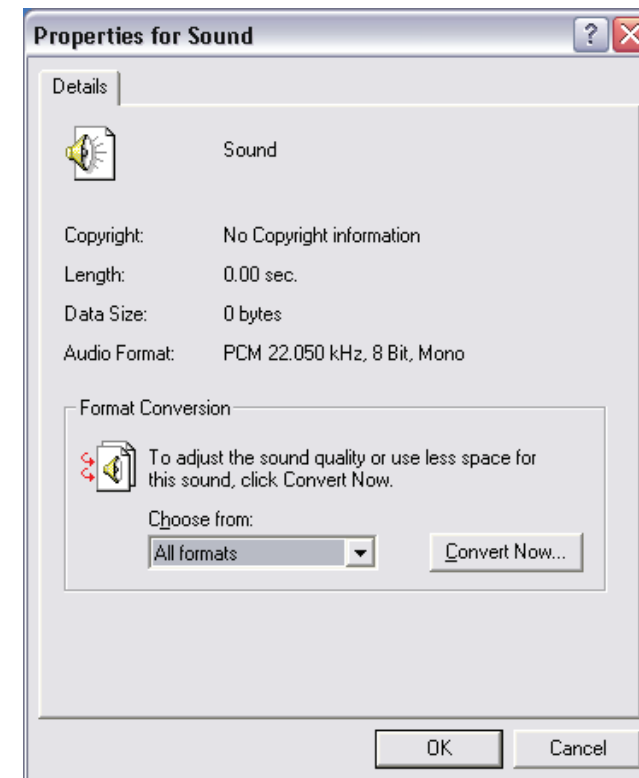 Properties for Sound
Details
Sound
Copyright: No Copyright information
Length: 0.00 sec.
Data Size: 0 bytes
Audio Format: PCM 22.050 kHz, 8 Bit, Mono
Format Conversion
To adjust the sound quality or use less space for
this sound, click Convert Now.
Choose from:
All formats Convert Now...
OK Cancel